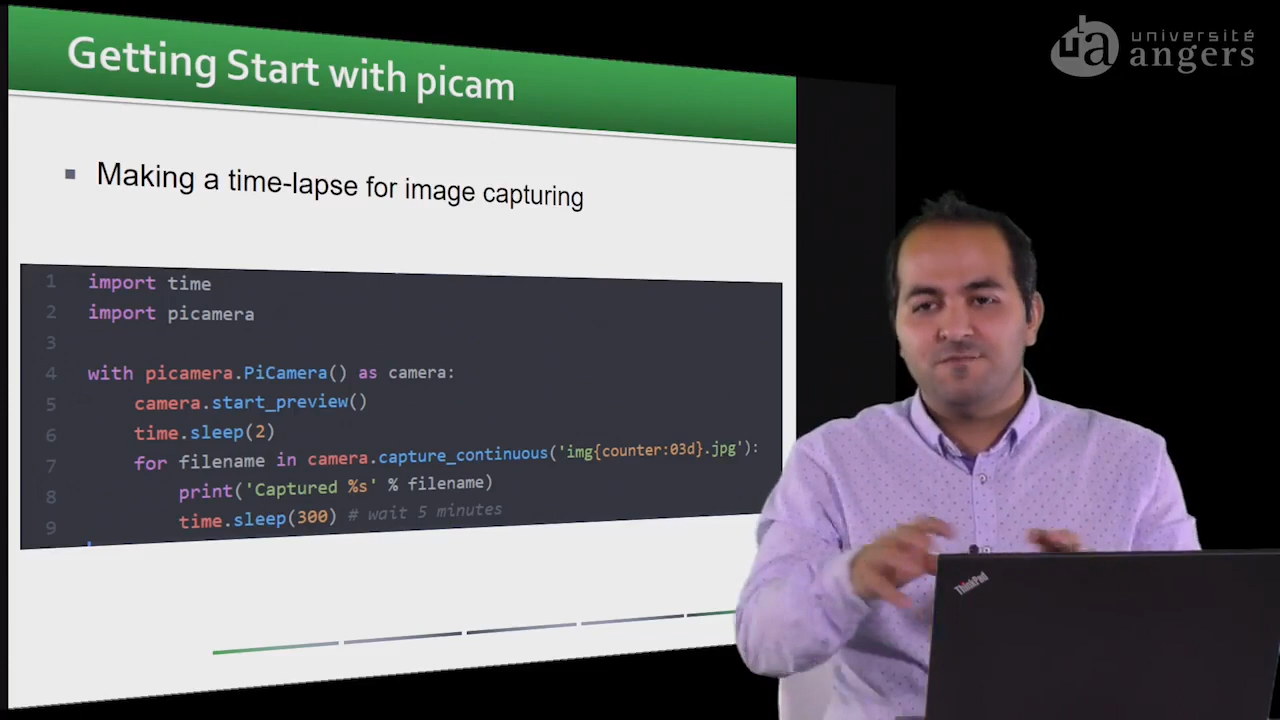 Getting Start with picam
université
angers
Making a time-lapse for image capturing
1 import time
2 import picamera
3
4 with picamera.PiCamera() as camera:
5 camera.start_preview()
6 time.sleep(2)
7 for filename in camera.capture_continuous('img{counter:03d}.jpg'):
8 print('Captured %s' % filename)
9 time.sleep(300) # wait 5 minutes
ThinkPad